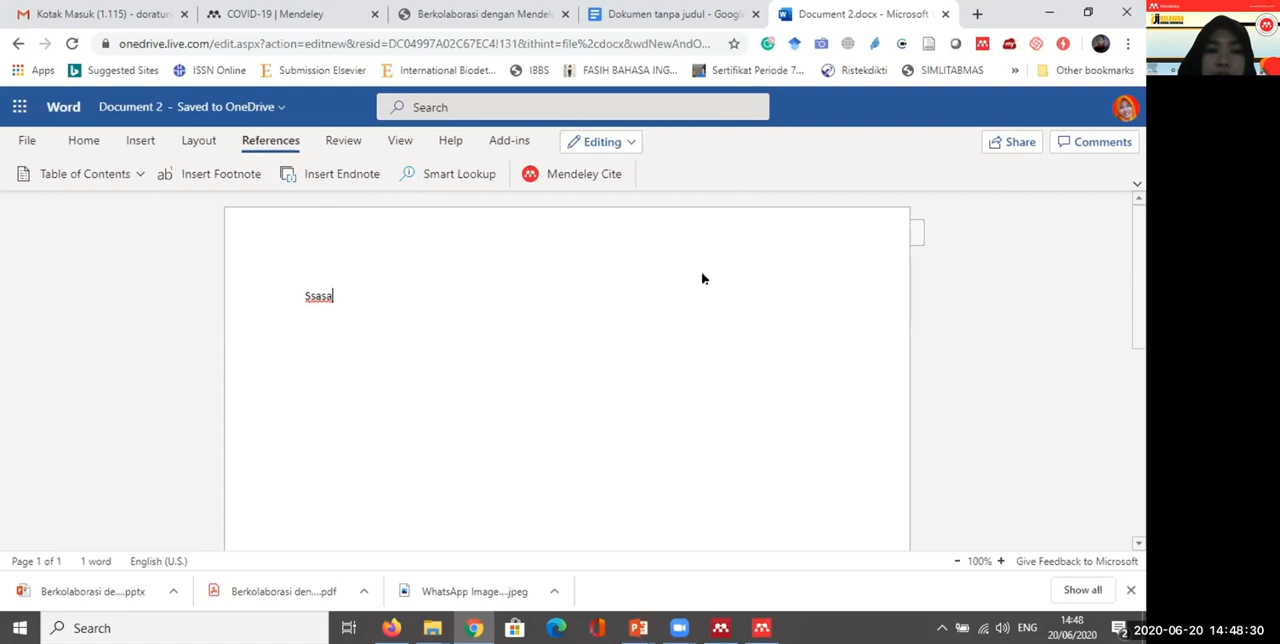 Kotak Masuk (1.115) - doratur
COVID-19 | Mendeley
Berkolaborasi dengan Mendel
Dokumen tanpa judul - Google
Document 2.docx - Microsoft
onedrive.live.com/edit.aspx?action=editnew&resid=DC04997A02C67EC4!131&ithint=file%2cdocx&wdNewAndO...
Apps
Suggested Sites
ISSN Online
Submission Elsevier
International Biodet...
IBBS
FASIH BAHASA ING...
Sertifikat Periode 7...
Ristekdikti
SIMLITABMAS
»
Other bookmarks
Word
Document 2 - Saved to OneDrive
Search
File
Home
Insert
Layout
References
Review
View
Help
Add-ins
Editing
Share
Comments
Table of Contents
ab Insert Footnote
Insert Endnote
Smart Lookup
Mendeley Cite
Ssasa
Page 1 of 1
1 word
English (U.S.)
- 100% +
Give Feedback to Microsoft
Berkolaborasi de....pptx
Berkolaborasi den....pdf
WhatsApp Image....jpeg
Show all
Search
ENG
14:48
20/06/2020
2
2020-06-20 14:48:30
Mendeley